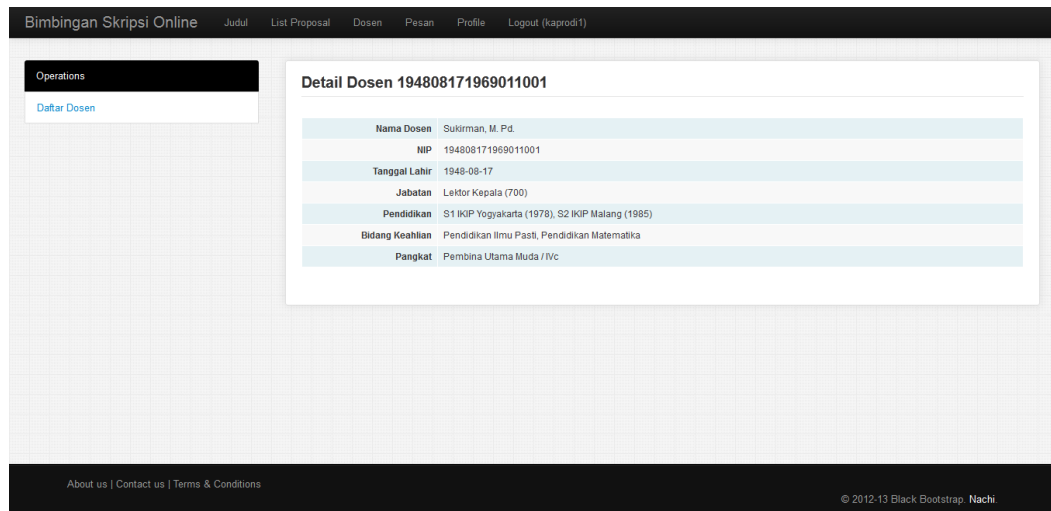 Bimbingan Skripsi Online Judul List Proposal Dosen Pesan Profile Logout (kaprodi1)
Operations
Daftar Dosen
Detail Dosen 194808171969011001
Nama Dosen Sukirman, M. Pd.
NIP 194808171969011001
Tanggal Lahir 1948-08-17
Jabatan Lektor Kepala (700)
Pendidikan S1 IKIP Yogyakarta (1978), S2 IKIP Malang (1985)
Bidang Keahlian Pendidikan Ilmu Pasti, Pendidikan Matematika
Pangkat Pembina Utama Muda / IVc
About us | Contact us | Terms & Conditions
© 2012-13 Black Bootstrap. Nachi.